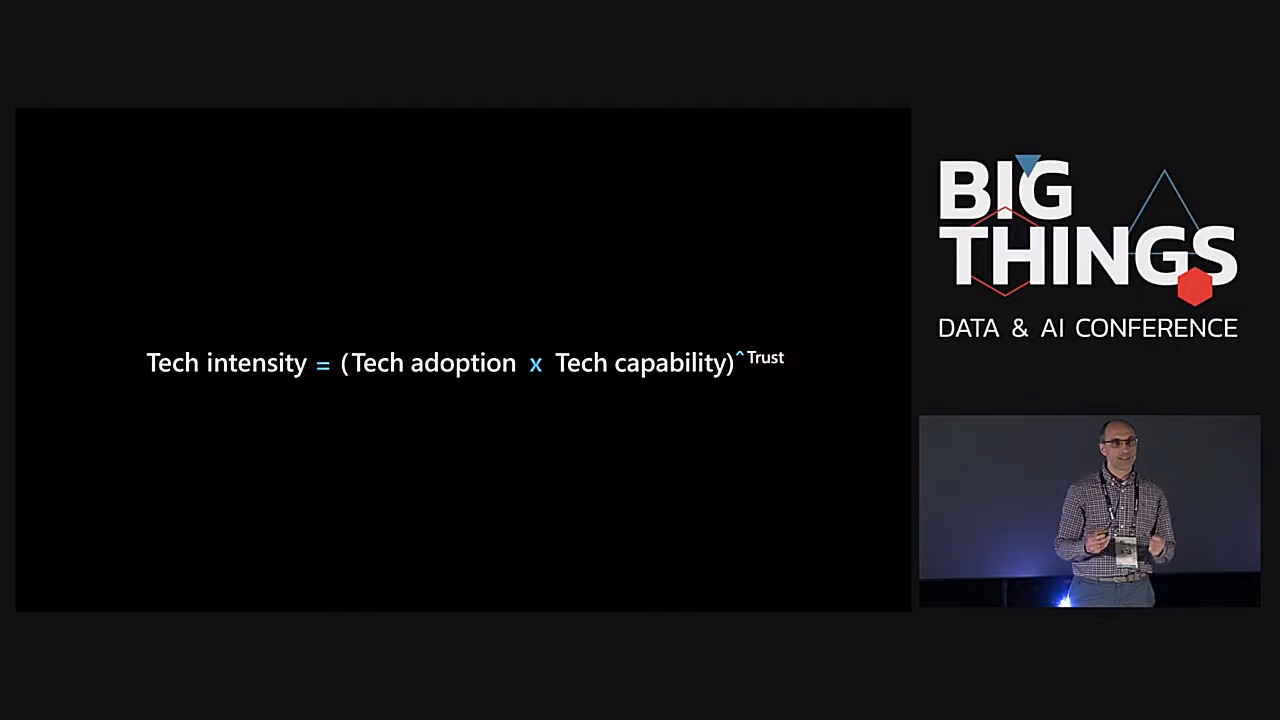 Tech intensity = (Tech adoption x Tech capability)^Trust
BIG
THINGS
DATA & AI CONFERENCE